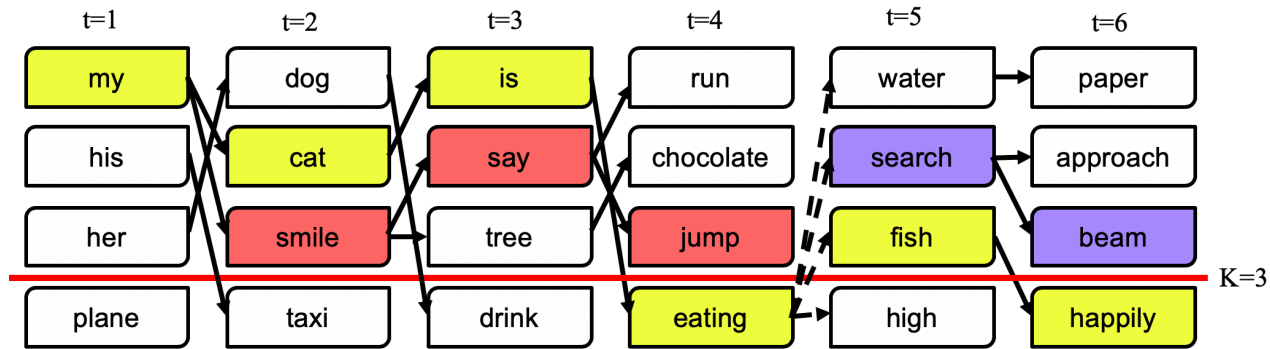 t=1 t=2 t=3 t=4 t=5 t=6
my dog is run water paper
his cat say chocolate search approach
her smile tree jump fish beam
K=3
plane taxi drink eating high happily